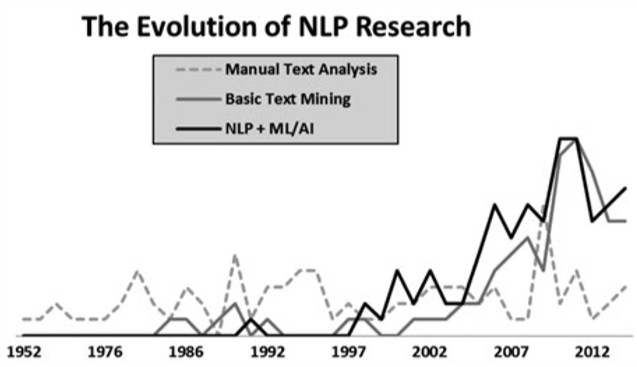 The Evolution of NLP Research
Manual Text Analysis
Basic Text Mining
NLP + ML/AI
1952 1976 1986 1992 1997 2002 2007 2012